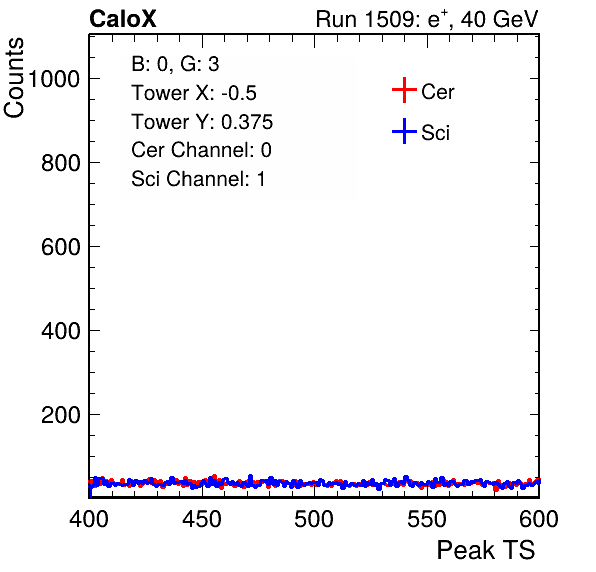 CaloX Run 1509: e⁺, 40 GeV
Counts
B: 0, G: 3
Tower X: -0.5
Tower Y: 0.375
Cer Channel: 0
Sci Channel: 1
Cer
Sci
1000
800
600
400
200
400 450 500 550 600
Peak TS